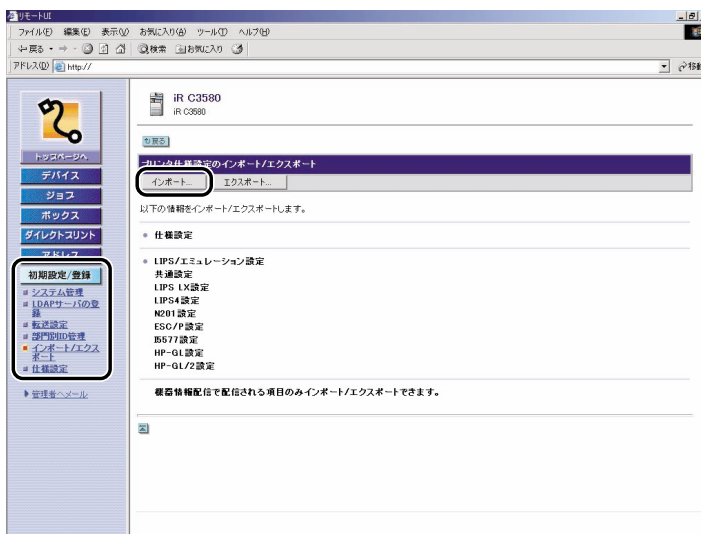 リモートUI
ファイル(F) 編集(E) 表示(V) お気に入り(A) ツール(T) ヘルプ(H)
戻る 検索 お気に入り
アドレス(D) http:// 移動
iR C3580
iR C3580
戻る
プリンタ仕様設定のインポート/エクスポート
インポート... エクスポート...
以下の情報をインポート/エクスポートします。
仕様設定
LIPS/エミュレーション設定
共通設定
LIPS LX設定
LIPS4設定
N201設定
ESC/P設定
I5577設定
HP-GL設定
HP-GL/2設定
機器情報配信で配信される項目のみインポート/エクスポートできます。
トップページへ
デバイス
ジョブ
ボックス
ダイレクトプリント
アドレス
初期設定/登録
システム管理
LDAPサーバの登
録
転送設定
部門別ID管理
インポート/エクス
ポート
仕様設定
管理者へメール